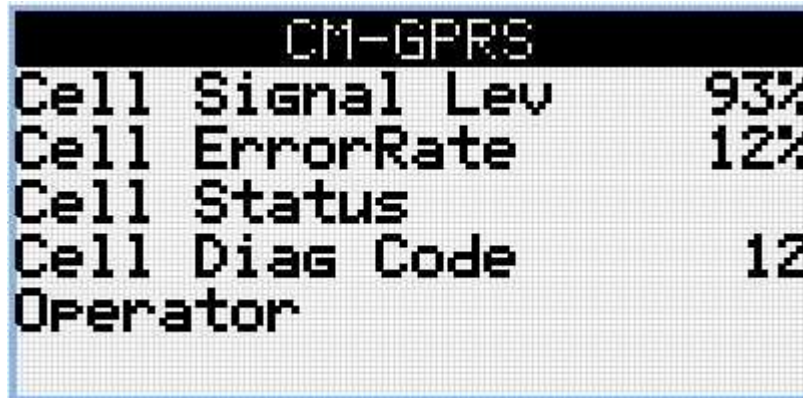 CM-GPRS
Cell Signal Lev 93%
Cell ErrorRate 12%
Cell Status
Cell Diag Code 12
Operator